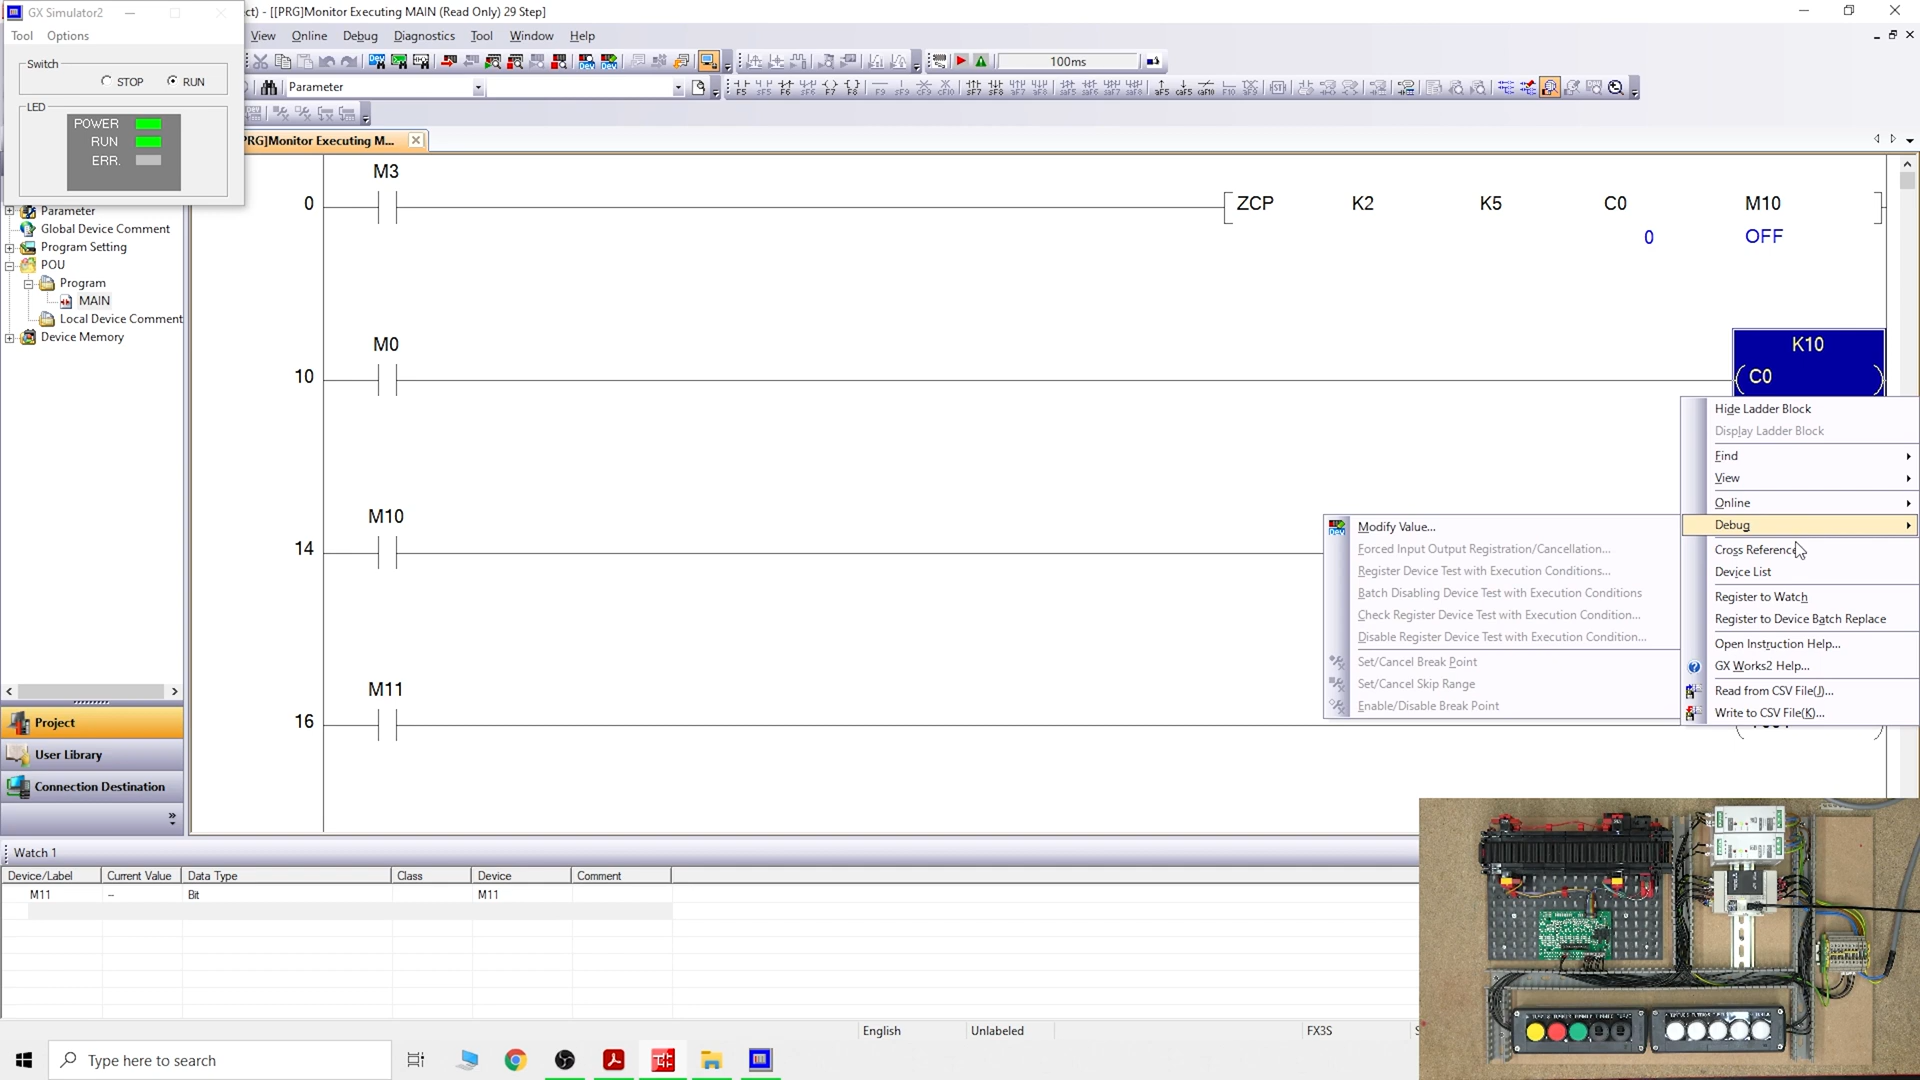 GX Simulator2
ct) - [[PRG]Monitor Executing MAIN (Read Only) 29 Step]
Tool Options
View Online Debug Diagnostics Tool Window Help
Switch
STOP RUN
100ms
Parameter
LED
POWER
RUN
ERR.
PRG]Monitor Executing M...
Parameter
Global Device Comment
Program Setting
POU
Program
MAIN
Local Device Comment
Device Memory
M3
0 ZCP K2 K5 C0 M10
0 OFF
M0 K10
10 C0
M10
14
M11
16
Hide Ladder Block
Display Ladder Block
Find
View
Online
Debug
Cross Reference
Device List
Register to Watch
Register to Device Batch Replace
Open Instruction Help...
GX Works2 Help...
Read from CSV File(J)...
Write to CSV File(K)...
Modify Value...
Forced Input Output Registration/Cancellation...
Register Device Test with Execution Conditions...
Batch Disabling Device Test with Execution Conditions
Check Register Device Test with Execution Condition...
Disable Register Device Test with Execution Condition...
Set/Cancel Break Point
Set/Cancel Skip Range
Enable/Disable Break Point
Project
User Library
Connection Destination
Watch 1
Device/Label Current Value Data Type Class Device Comment
M11 -- Bit M11
English Unlabeled FX3S
Type here to search